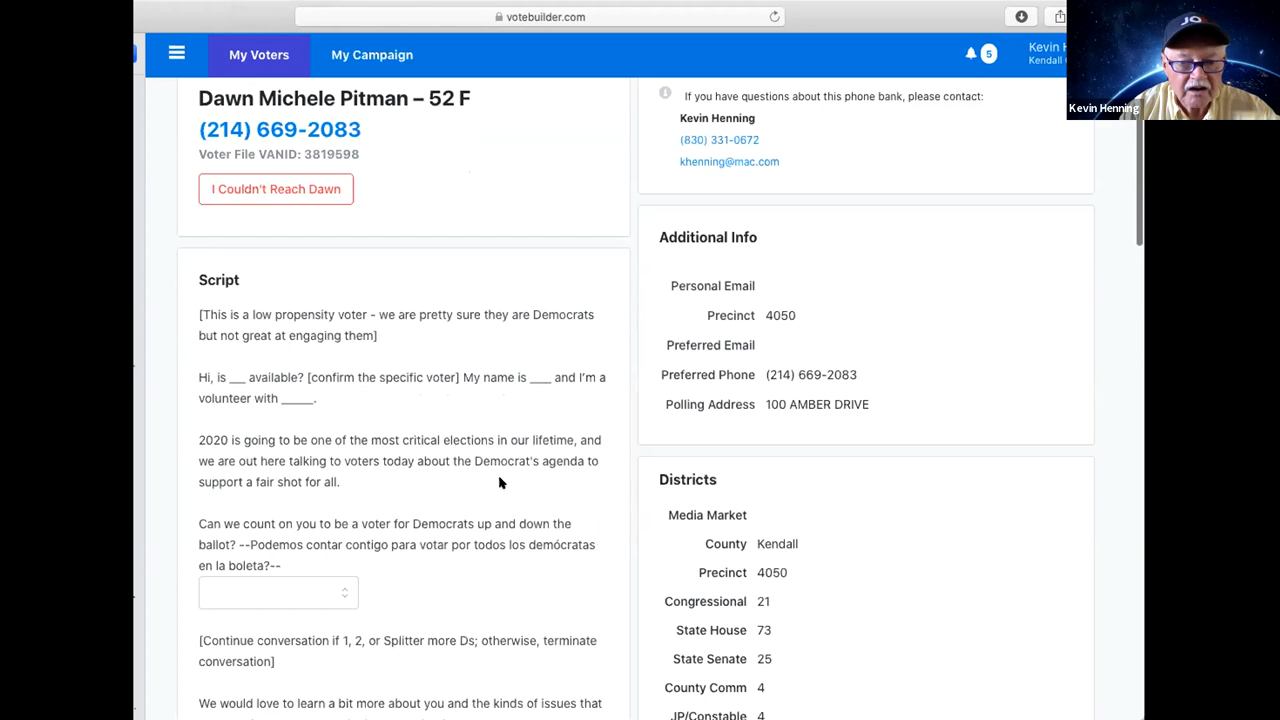 votebuilder.com
My Voters
My Campaign
5
Kevin H
Kendall
JO
Kevin Henning
Dawn Michele Pitman – 52 F
(214) 669-2083
Voter File VANID: 3819598
I Couldn't Reach Dawn
Script
[This is a low propensity voter - we are pretty sure they are Democrats
but not great at engaging them]
Hi, is ___ available? [confirm the specific voter] My name is ____ and I'm a
volunteer with ______.
2020 is going to be one of the most critical elections in our lifetime, and
we are out here talking to voters today about the Democrat's agenda to
support a fair shot for all.
Can we count on you to be a voter for Democrats up and down the
ballot? --Podemos contar contigo para votar por todos los demócratas
en la boleta?--
[Continue conversation if 1, 2, or Splitter more Ds; otherwise, terminate
conversation]
We would love to learn a bit more about you and the kinds of issues that
If you have questions about this phone bank, please contact:
Kevin Henning
(830) 331-0672
khenning@mac.com
Additional Info
Personal Email
Precinct 4050
Preferred Email
Preferred Phone (214) 669-2083
Polling Address 100 AMBER DRIVE
Districts
Media Market
County Kendall
Precinct 4050
Congressional 21
State House 73
State Senate 25
County Comm 4
JP/Constable 4